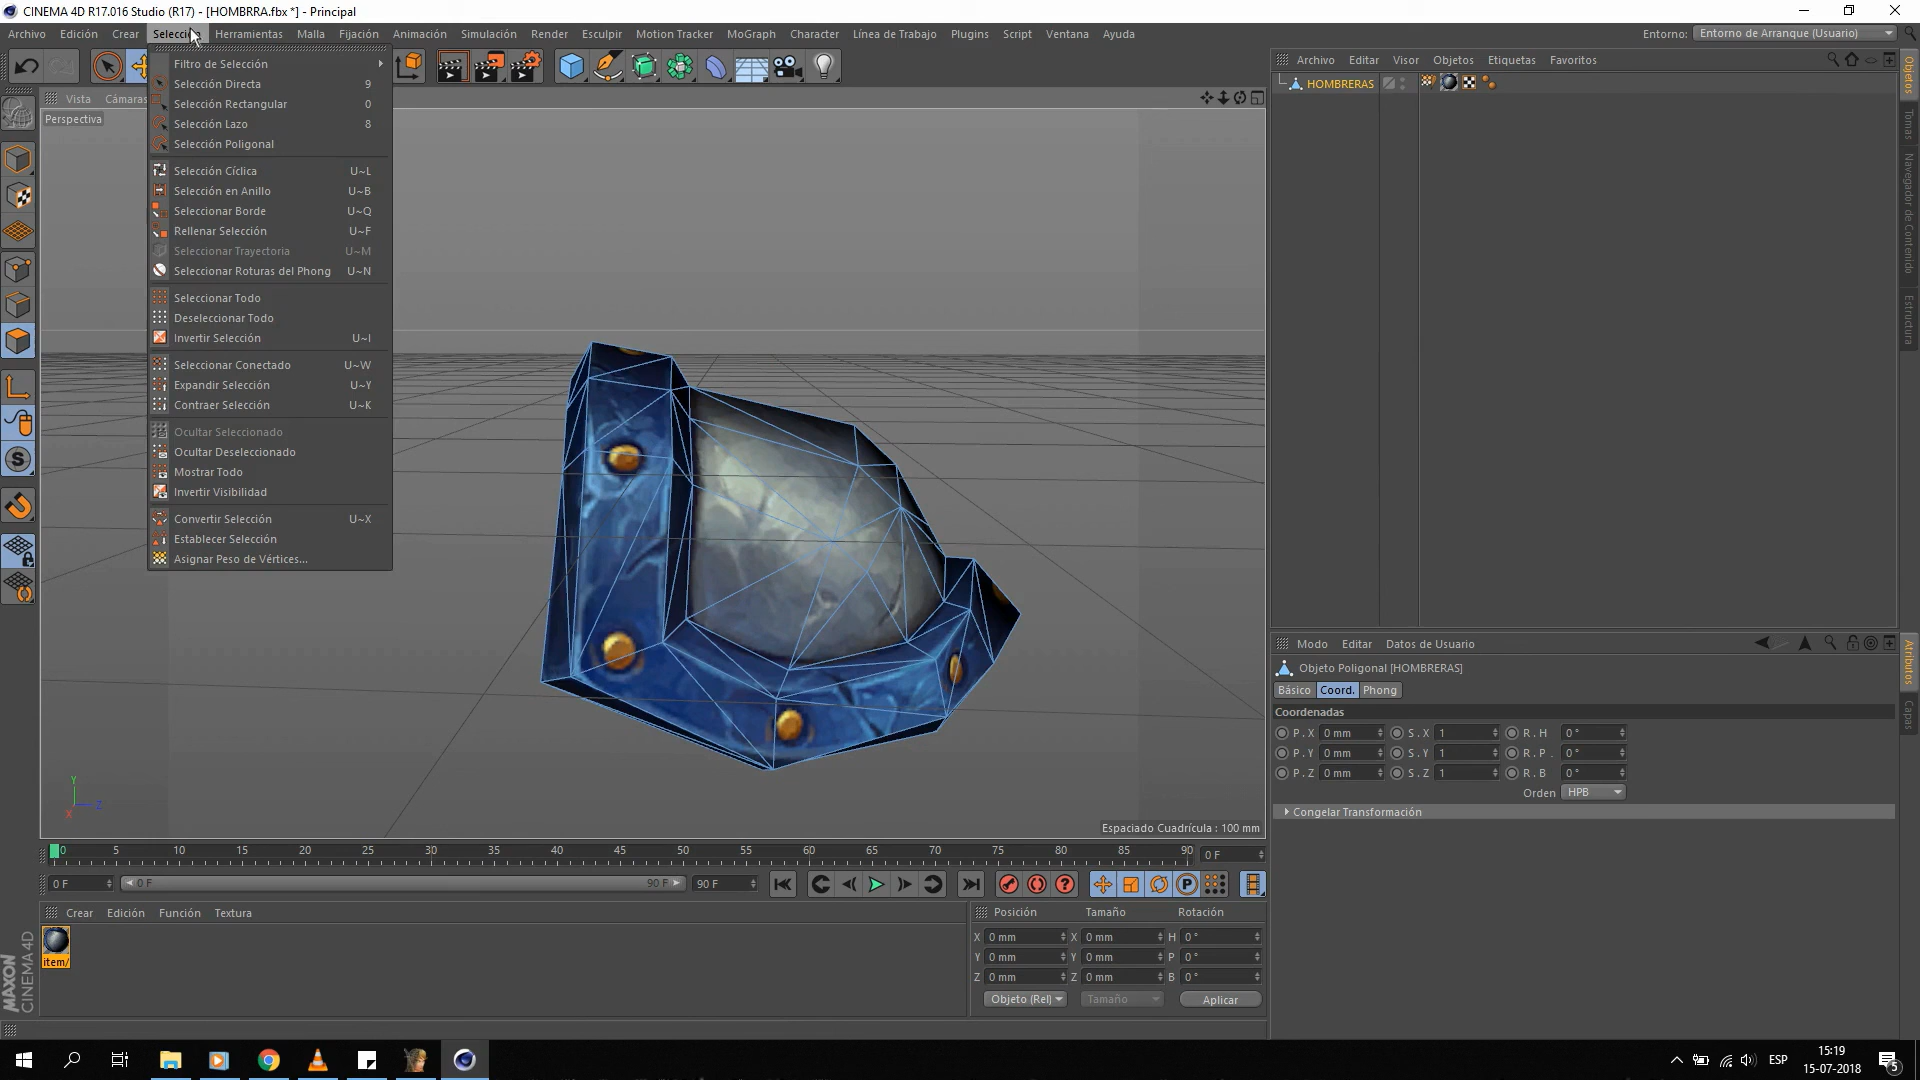 CINEMA 4D R17.016 Studio (R17) - [HOMBRRA.fbx *] - Principal
Archivo Edición Crear Selección Herramientas Malla Fijación Animación Simulación Render Esculpir Motion Tracker MoGraph Character Línea de Trabajo Plugins Script Ventana Ayuda Entorno: Entorno de Arranque (Usuario)
Filtro de Selección
Selección Directa 9
Selección Rectangular 0
Selección Lazo 8
Selección Poligonal
Selección Cíclica U~L
Selección en Anillo U~B
Seleccionar Borde U~Q
Rellenar Selección U~F
Seleccionar Trayectoria U~M
Seleccionar Roturas del Phong U~N
Seleccionar Todo
Deseleccionar Todo
Invertir Selección U~I
Seleccionar Conectado U~W
Expandir Selección U~Y
Contraer Selección U~K
Ocultar Seleccionado
Ocultar Deseleccionado
Mostrar Todo
Invertir Visibilidad
Convertir Selección U~X
Establecer Selección
Asignar Peso de Vértices...
Vista Cámaras
Perspectiva
Y
Z
X
Espaciado Cuadrícula : 100 mm
Archivo Editar Visor Objetos Etiquetas Favoritos
HOMBRERAS
Objetos
Tomas
Navegador de Contenido
Estructura
Modo Editar Datos de Usuario
Objeto Poligonal [HOMBRERAS]
Básico Coord. Phong
Coordenadas
P . X 0 mm S . X 1 R . H 0 °
P . Y 0 mm S . Y 1 R . P . 0 °
P . Z 0 mm S . Z 1 R . B 0 °
Orden HPB
Congelar Transformación
Atributos
Capas
0 5 10 15 20 25 30 35 40 45 50 55 60 65 70 75 80 85 90 0 F
0 F 0 F 90 F 90 F
Crear Edición Función Textura
item/
Posición Tamaño Rotación
X 0 mm X 0 mm H 0 °
Y 0 mm Y 0 mm P 0 °
Z 0 mm Z 0 mm B 0 °
Objeto (Rel) Tamaño Aplicar
MAXON
CINEMA 4D
ESP
15:19
15-07-2018
5